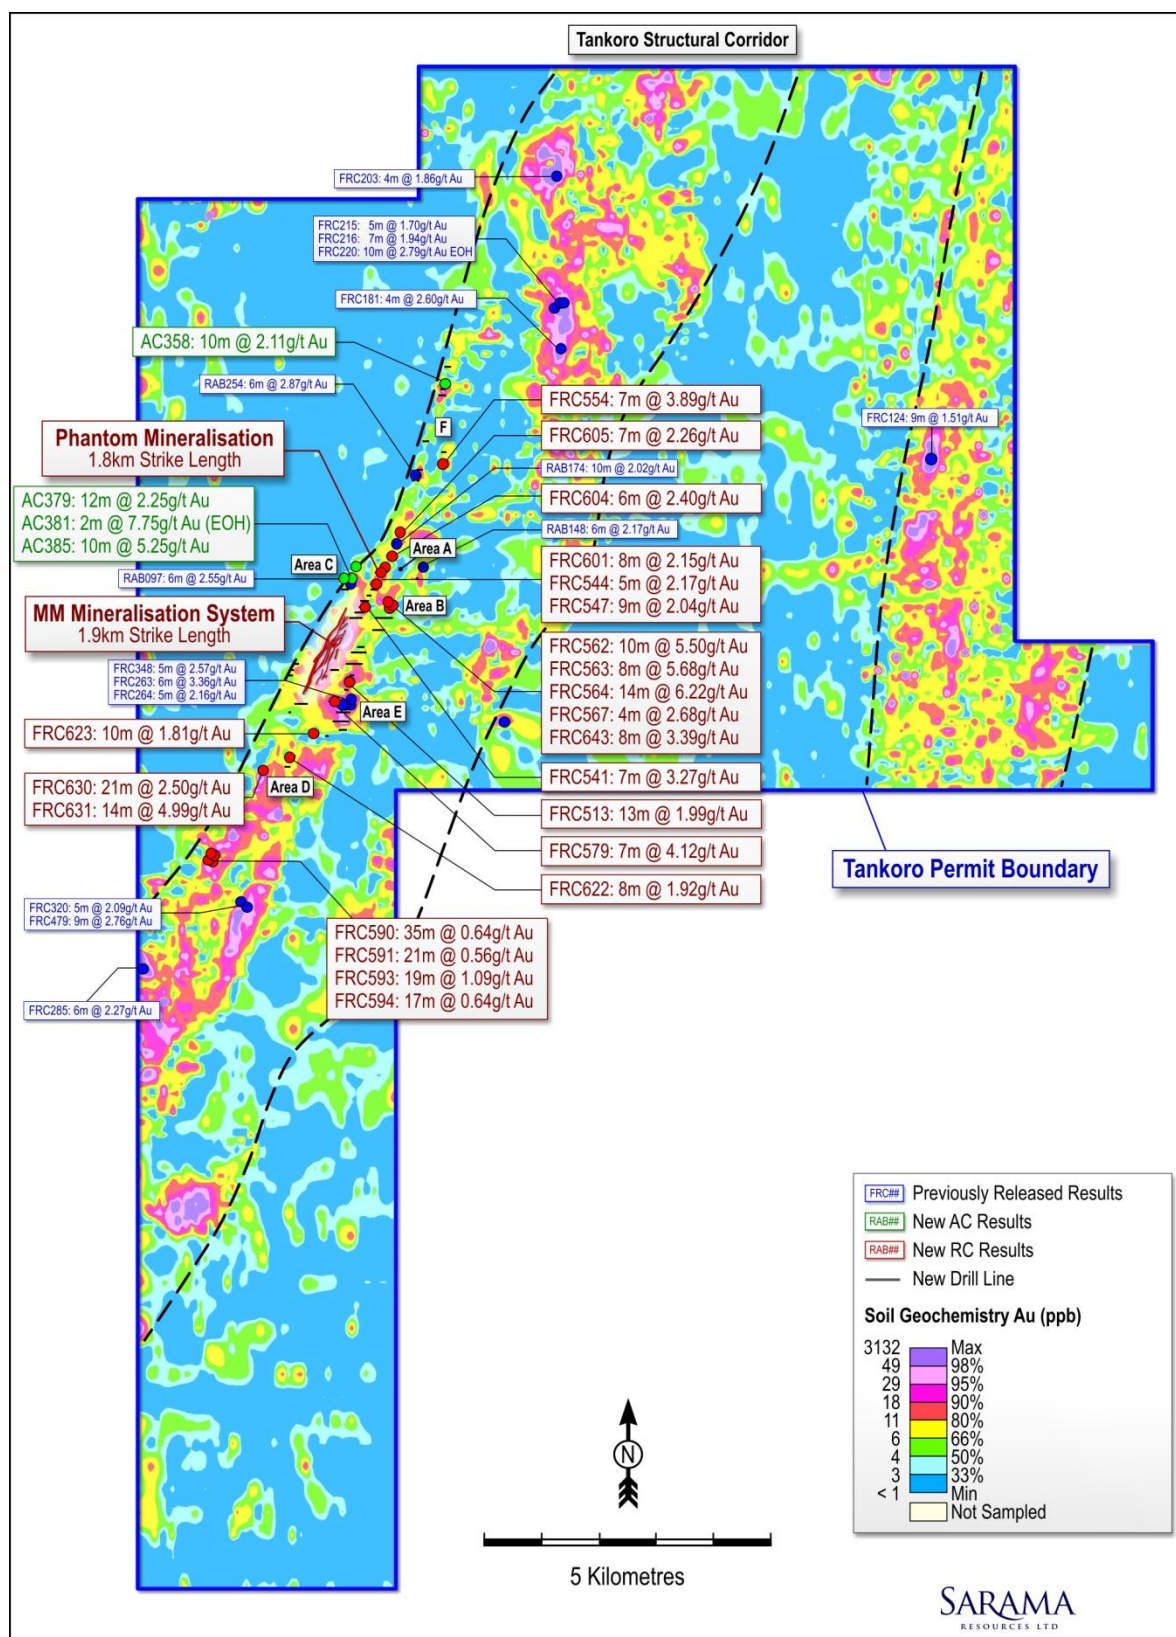 Tankoro Structural Corridor
FRC203: 4m @ 1.86g/t Au
FRC215: 5m @ 1.70g/t Au
FRC216: 7m @ 1.94g/t Au
FRC220: 10m @ 2.79g/t Au EOH
FRC181: 4m @ 2.60g/t Au
AC358: 10m @ 2.11g/t Au
RAB254: 6m @ 2.87g/t Au
FRC554: 7m @ 3.89g/t Au
FRC124: 9m @ 1.51g/t Au
F
Phantom Mineralisation
1.8km Strike Length
FRC605: 7m @ 2.26g/t Au
RAB174: 10m @ 2.02g/t Au
FRC604: 6m @ 2.40g/t Au
AC379: 12m @ 2.25g/t Au
AC381: 2m @ 7.75g/t Au (EOH)
AC385: 10m @ 5.25g/t Au
RAB148: 6m @ 2.17g/t Au
Area A
Area C
RAB097: 6m @ 2.55g/t Au
FRC601: 8m @ 2.15g/t Au
FRC544: 5m @ 2.17g/t Au
FRC547: 9m @ 2.04g/t Au
Area B
MM Mineralisation System
1.9km Strike Length
FRC562: 10m @ 5.50g/t Au
FRC563: 8m @ 5.68g/t Au
FRC564: 14m @ 6.22g/t Au
FRC567: 4m @ 2.68g/t Au
FRC643: 8m @ 3.39g/t Au
FRC348: 5m @ 2.57g/t Au
FRC263: 6m @ 3.36g/t Au
FRC264: 5m @ 2.16g/t Au
Area E
FRC623: 10m @ 1.81g/t Au
FRC541: 7m @ 3.27g/t Au
FRC630: 21m @ 2.50g/t Au
FRC631: 14m @ 4.99g/t Au
Area D
FRC513: 13m @ 1.99g/t Au
FRC579: 7m @ 4.12g/t Au
FRC622: 8m @ 1.92g/t Au
Tankoro Permit Boundary
FRC320: 5m @ 2.09g/t Au
FRC479: 9m @ 2.76g/t Au
FRC590: 35m @ 0.64g/t Au
FRC591: 21m @ 0.56g/t Au
FRC593: 19m @ 1.09g/t Au
FRC594: 17m @ 0.64g/t Au
FRC285: 6m @ 2.27g/t Au
FRC## Previously Released Results
RAB## New AC Results
RAB## New RC Results
New Drill Line
Soil Geochemistry Au (ppb)
3132 Max
49 98%
29 95%
18 90%
11 80%
6 66%
4 50%
3 33%
< 1 Min
Not Sampled
N
5 Kilometres
SARAMA
RESOURCES LTD